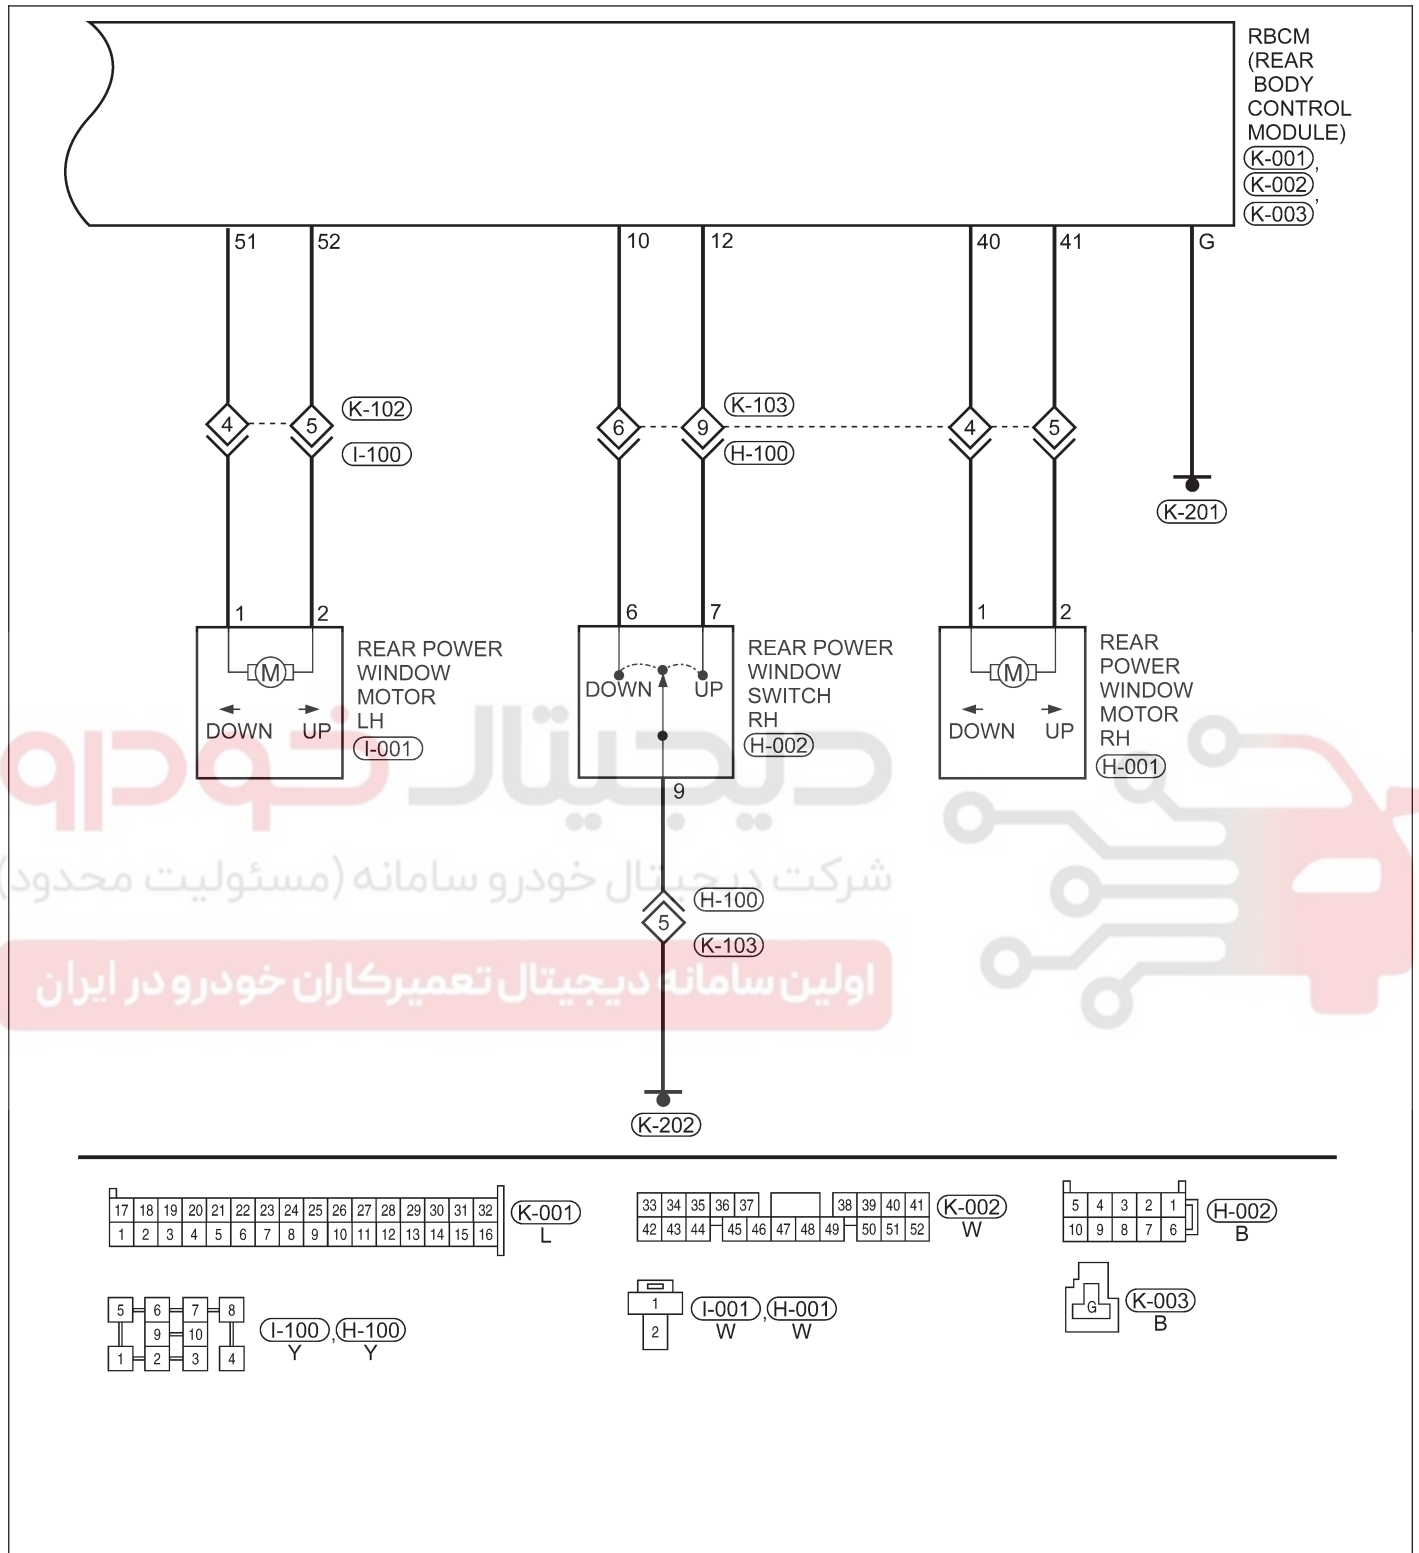 RBCM
(REAR
BODY
CONTROL
MODULE)
K-001,
K-002,
K-003
51 52 10 12 40 41 G
4 5 K-102
I-100
6 9 K-103
H-100
4 5
K-201
1 2 6 7 1 2
M
DOWN UP
REAR POWER
WINDOW
MOTOR
LH
I-001
DOWN UP
REAR POWER
WINDOW
SWITCH
RH
H-002
M
DOWN UP
REAR
POWER
WINDOW
MOTOR
RH
H-001
9
دیجیتال خودرو
شرکت دیجیتال خودرو سامانه (مسئولیت محدود)
H-100
5
K-103
اولین سامانه دیجیتال تعمیرکاران خودرو در ایران
K-202
17 18 19 20 21 22 23 24 25 26 27 28 29 30 31 32
1 2 3 4 5 6 7 8 9 10 11 12 13 14 15 16
K-001
L
33 34 35 36 37 38 39 40 41
42 43 44 45 46 47 48 49 50 51 52
K-002
W
5 4 3 2 1
10 9 8 7 6
H-002
B
5 6 7 8
9 10
1 2 3 4
I-100, H-100
Y Y
1
2
I-001, H-001
W W
G
K-003
B